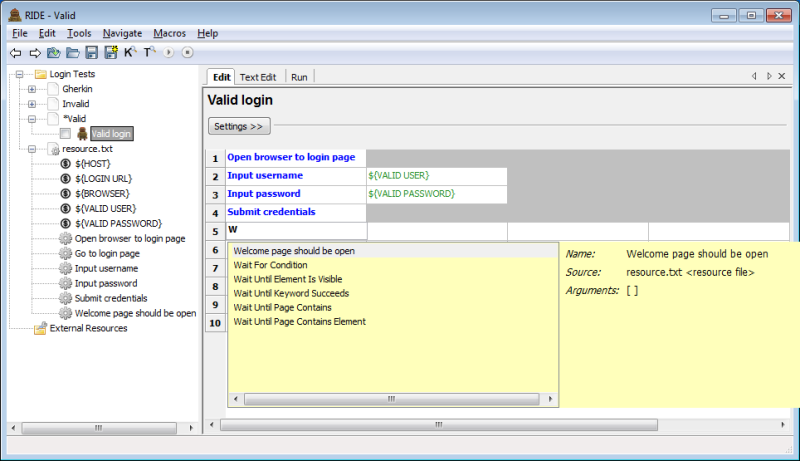 RIDE - Valid
File Edit Tools Navigate Macros Help
K T
Login Tests
Gherkin
Invalid
*Valid
Valid login
resource.txt
${HOST}
${LOGIN URL}
${BROWSER}
${VALID USER}
${VALID PASSWORD}
Open browser to login page
Go to login page
Input username
Input password
Submit credentials
Welcome page should be open
External Resources
Edit Text Edit Run
Valid login
Settings >>
1 Open browser to login page
2 Input username ${VALID USER}
3 Input password ${VALID PASSWORD}
4 Submit credentials
5 W
6
7
8
9
10
Welcome page should be open
Wait For Condition
Wait Until Element Is Visible
Wait Until Keyword Succeeds
Wait Until Page Contains
Wait Until Page Contains Element
Name: Welcome page should be open
Source: resource.txt <resource file>
Arguments: [ ]